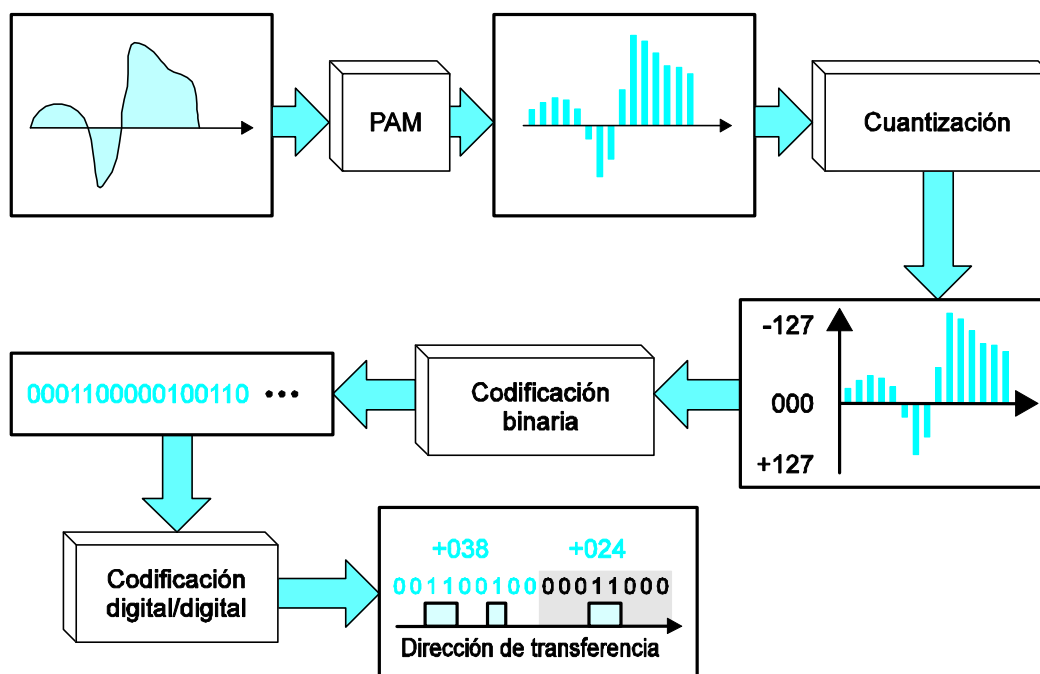 PAM
Cuantización
-127
000
+127
Codificación
binaria
0001100000100110 •••
Codificación
digital/digital
+038 +024
00110010000011000
Dirección de transferencia